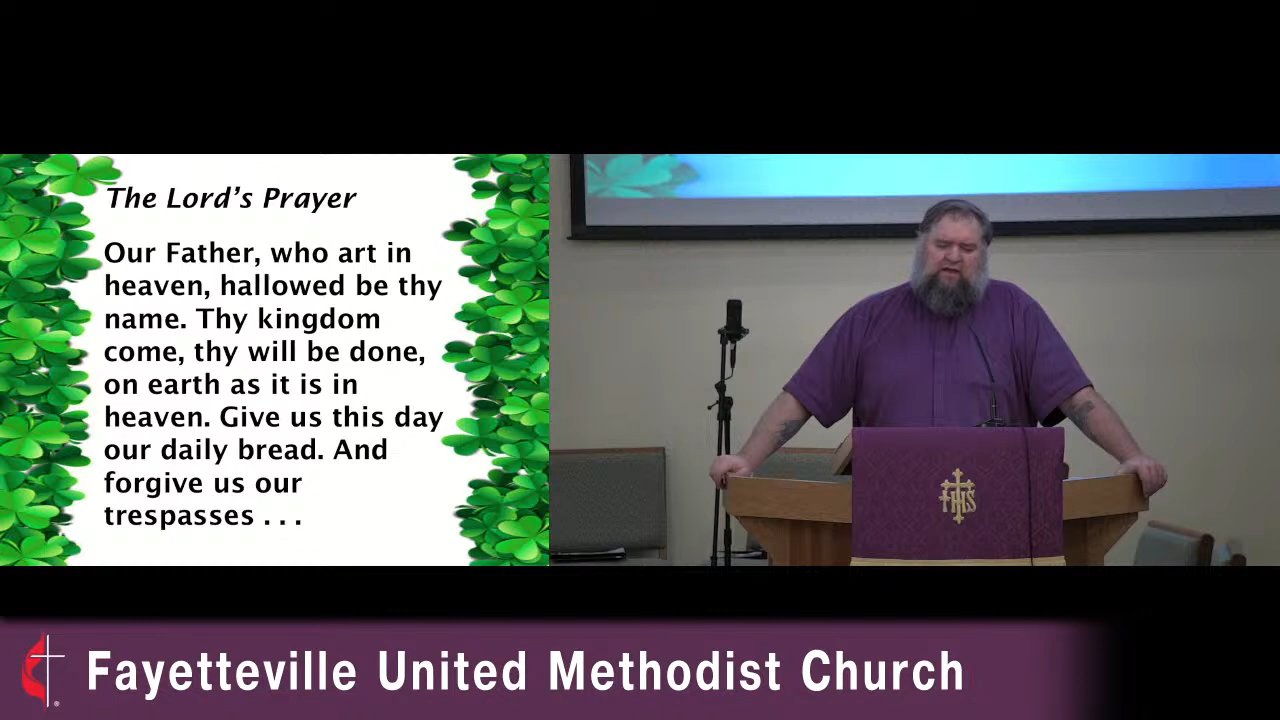 The Lord's Prayer
Our Father, who art in
heaven, hallowed be thy
name. Thy kingdom
come, thy will be done,
on earth as it is in
heaven. Give us this day
our daily bread. And
forgive us our
trespasses . . .
IHS
Fayetteville United Methodist Church
®